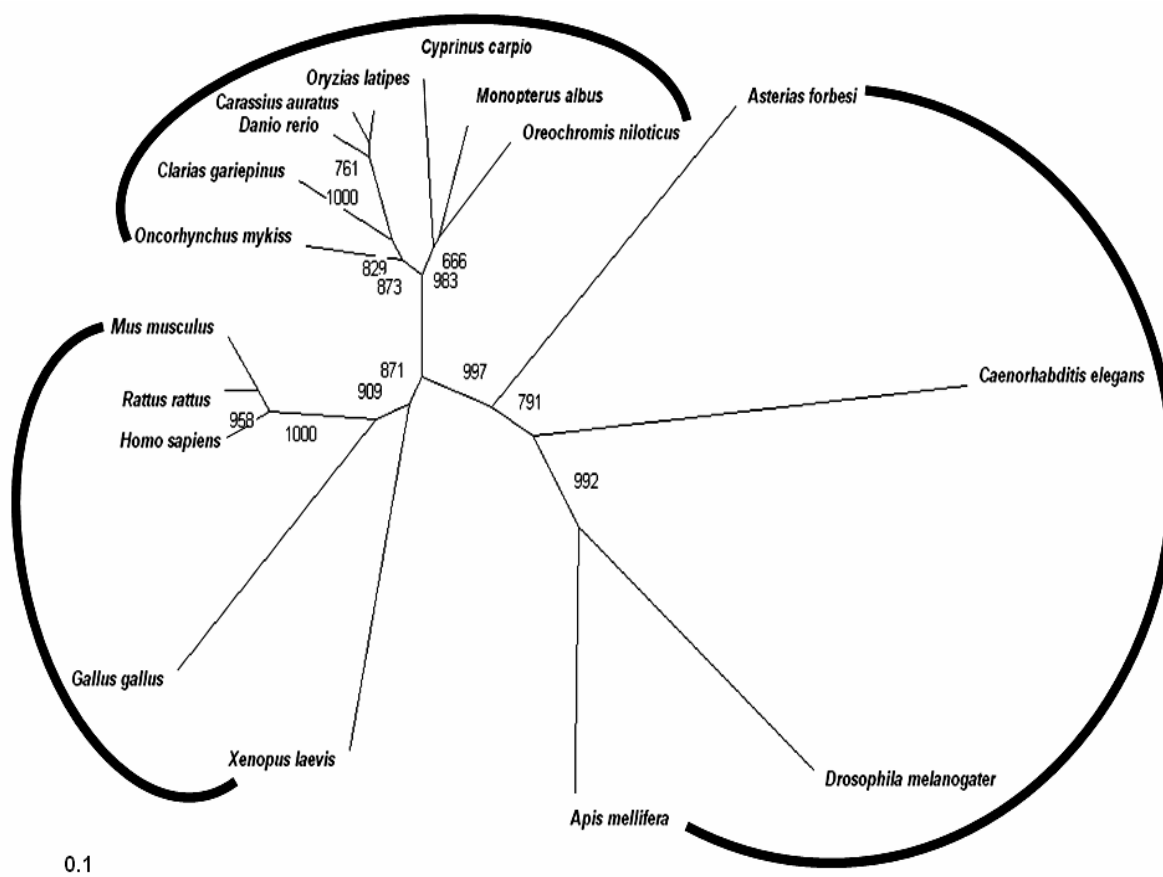 Cyprinus carpio
Oryzias latipes
Carassius auratus
Monopterus albus
Asterias forbesi
Danio rerio
Oreochromis niloticus
761
Clarias gariepinus
1000
Oncorhynchus mykiss
829
666
873
983
Mus musculus
871
997
Caenorhabditis elegans
909
Rattus rattus
791
958
1000
Homo sapiens
992
Gallus gallus
Xenopus laevis
Drosophila melanogater
Apis mellifera
0.1